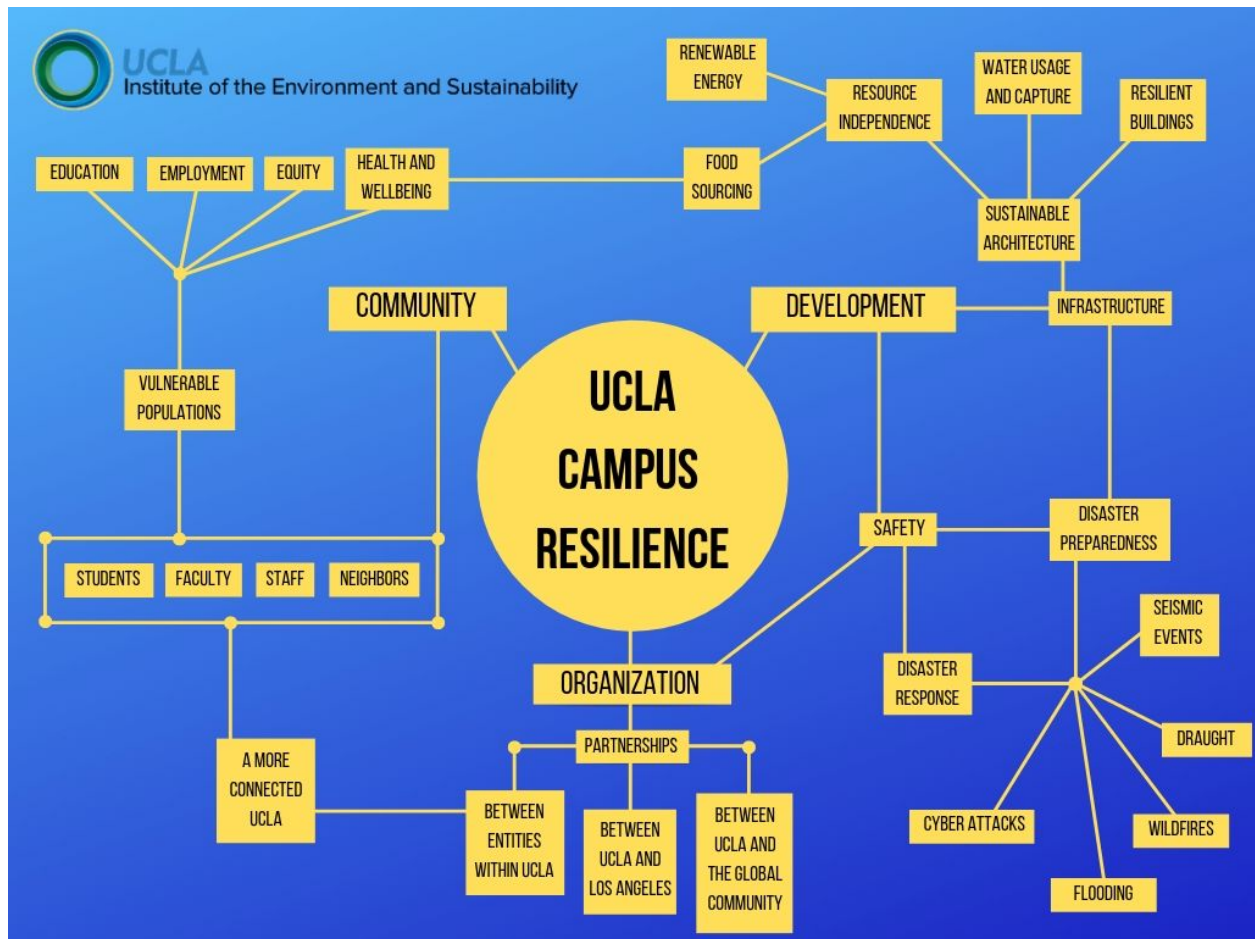 UCLA
Institute of the Environment and Sustainability
RENEWABLE
ENERGY
RESOURCE
INDEPENDENCE
WATER USAGE
AND CAPTURE
RESILIENT
BUILDINGS
EDUCATION
EMPLOYMENT
EQUITY
HEALTH AND
WELLBEING
FOOD
SOURCING
SUSTAINABLE
ARCHITECTURE
COMMUNITY
DEVELOPMENT
INFRASTRUCTURE
UCLA
CAMPUS
RESILIENCE
VULNERABLE
POPULATIONS
SAFETY
DISASTER
PREPAREDNESS
STUDENTS
FACULTY
STAFF
NEIGHBORS
SEISMIC
EVENTS
ORGANIZATION
DISASTER
RESPONSE
DRAUGHT
PARTNERSHIPS
A MORE
CONNECTED
UCLA
BETWEEN
ENTITIES
WITHIN UCLA
BETWEEN
UCLA AND
LOS ANGELES
BETWEEN
UCLA AND
THE GLOBAL
COMMUNITY
CYBER ATTACKS
WILDFIRES
FLOODING